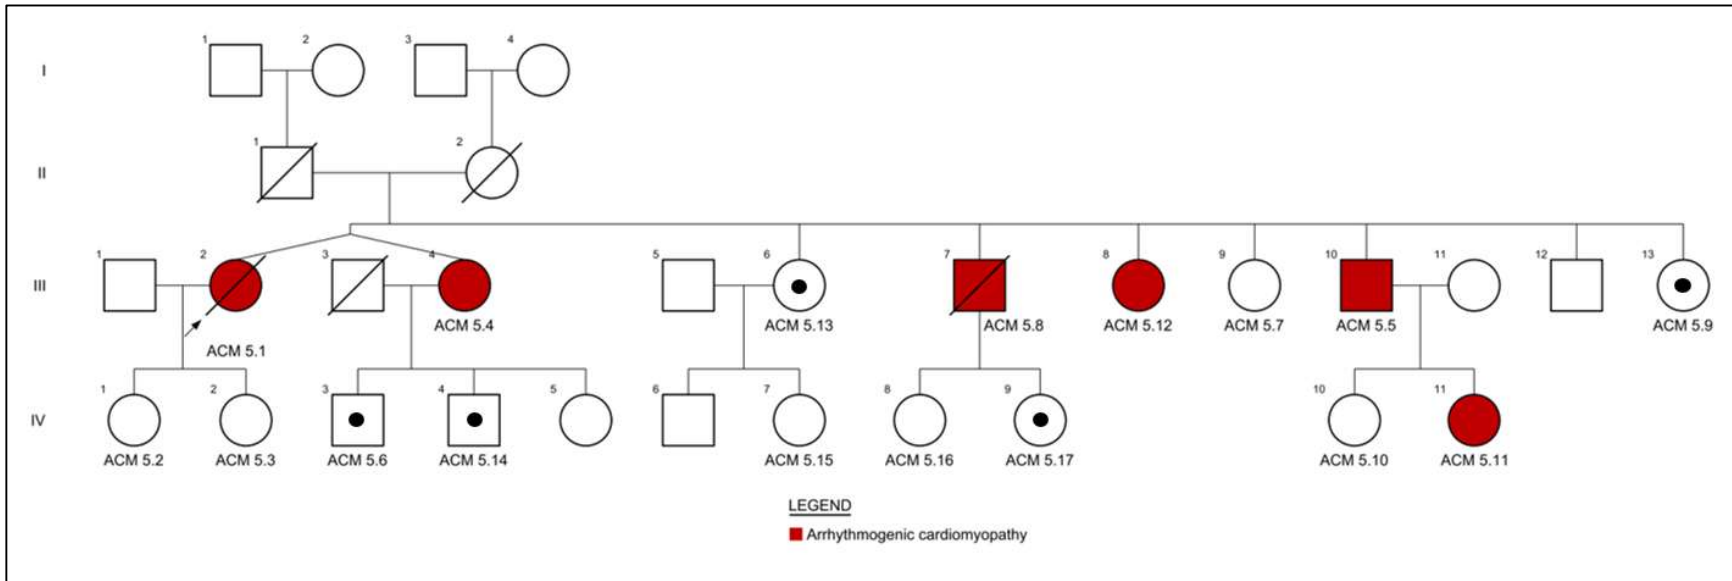 1 2 3 4
I
1 2
II
1 2 3 4 5 6 7 8 9 10 11 12 13
III
ACM 5.4 ACM 5.13 ACM 5.8 ACM 5.12 ACM 5.7 ACM 5.5 ACM 5.9
ACM 5.1
1 2 3 4 5 6 7 8 9 10 11
IV
ACM 5.2 ACM 5.3 ACM 5.6 ACM 5.14 ACM 5.15 ACM 5.16 ACM 5.17 ACM 5.10 ACM 5.11
LEGEND
Arrhythmogenic cardiomyopathy